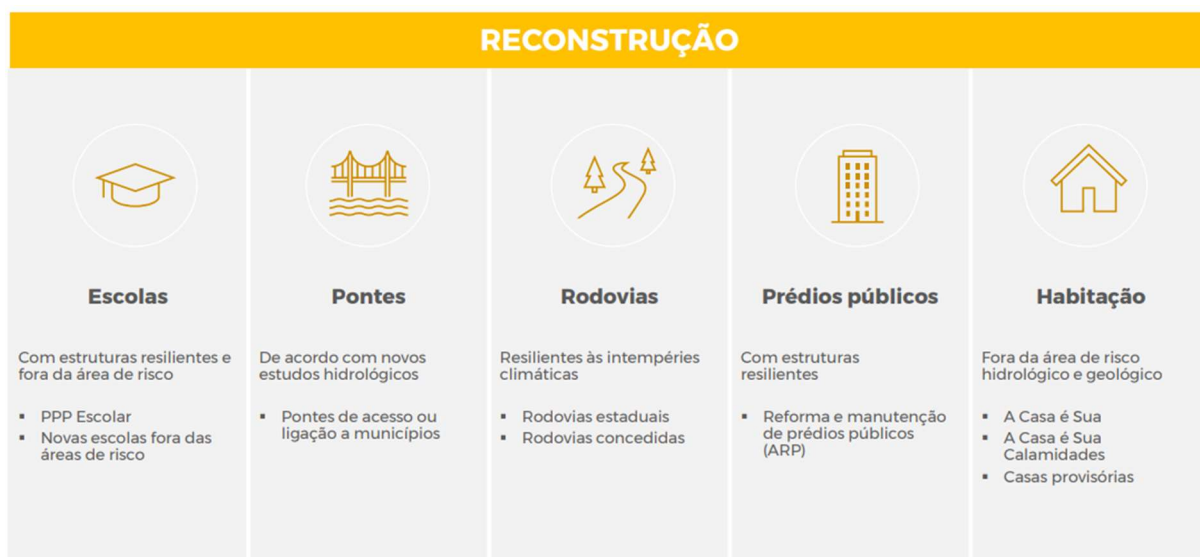 RECONSTRUÇÃO
Escolas
Com estruturas resilientes e
fora da área de risco
▪ PPP Escolar
▪ Novas escolas fora das
áreas de risco
Pontes
De acordo com novos
estudos hidrológicos
▪ Pontes de acesso ou
ligação a municípios
Rodovias
Resilientes às intempéries
climáticas
▪ Rodovias estaduais
▪ Rodovias concedidas
Prédios públicos
Com estruturas
resilientes
▪ Reforma e manutenção
de prédios públicos
(ARP)
Habitação
Fora da área de risco
hidrológico e geológico
▪ A Casa é Sua
▪ A Casa é Sua
Calamidades
▪ Casas provisórias